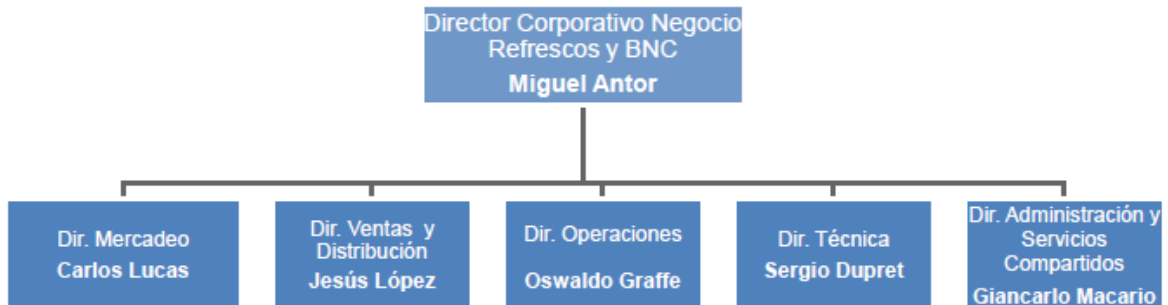 Director Corporativo Negocio
Refrescos y BNC
Miguel Antor
Dir. Mercadeo
Carlos Lucas
Dir. Ventas y
Distribución
Jesús López
Dir. Operaciones
Oswaldo Graffe
Dir. Técnica
Sergio Dupret
Dir. Administración y
Servicios
Compartidos
Giancarlo Macario